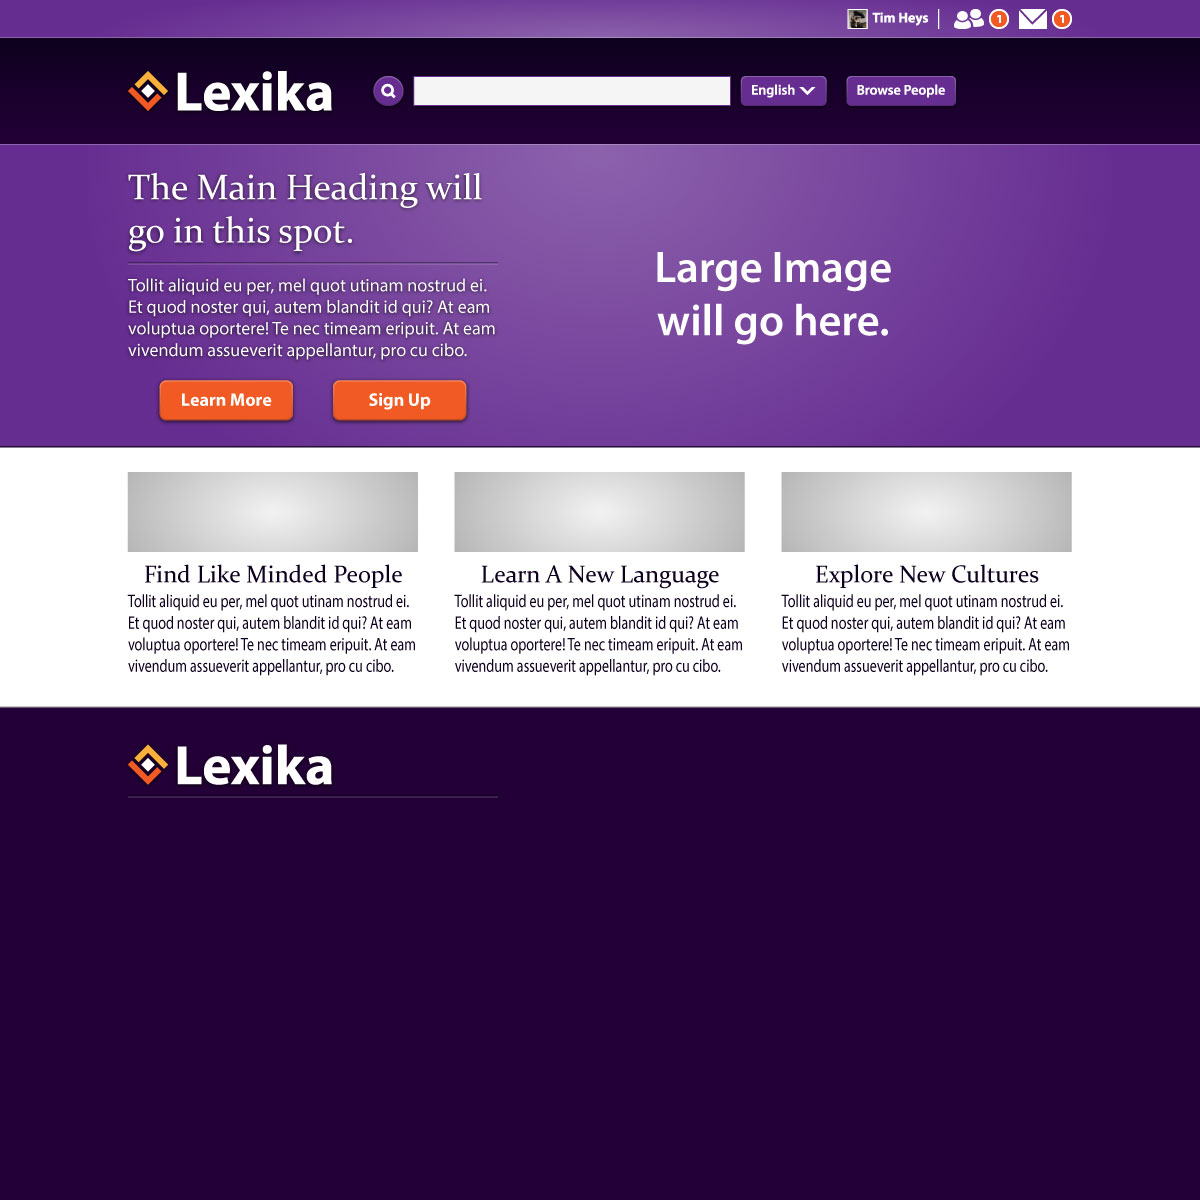 Tim Heys
1
1
Lexika
English
Browse People
The Main Heading will
go in this spot.
Tollit aliquid eu per, mel quot utinam nostrud ei.
Et quod noster qui, autem blandit id qui? At eam
voluptua oportere! Te nec timeam eripuit. At eam
vivendum assueverit appellantur, pro cu cibo.
Learn More
Sign Up
Large Image
will go here.
Find Like Minded People
Tollit aliquid eu per, mel quot utinam nostrud ei.
Et quod noster qui, autem blandit id qui? At eam
voluptua oportere! Te nec timeam eripuit. At eam
vivendum assueverit appellantur, pro cu cibo.
Learn A New Language
Tollit aliquid eu per, mel quot utinam nostrud ei.
Et quod noster qui, autem blandit id qui? At eam
voluptua oportere! Te nec timeam eripuit. At eam
vivendum assueverit appellantur, pro cu cibo.
Explore New Cultures
Tollit aliquid eu per, mel quot utinam nostrud ei.
Et quod noster qui, autem blandit id qui? At eam
voluptua oportere! Te nec timeam eripuit. At eam
vivendum assueverit appellantur, pro cu cibo.
Lexika